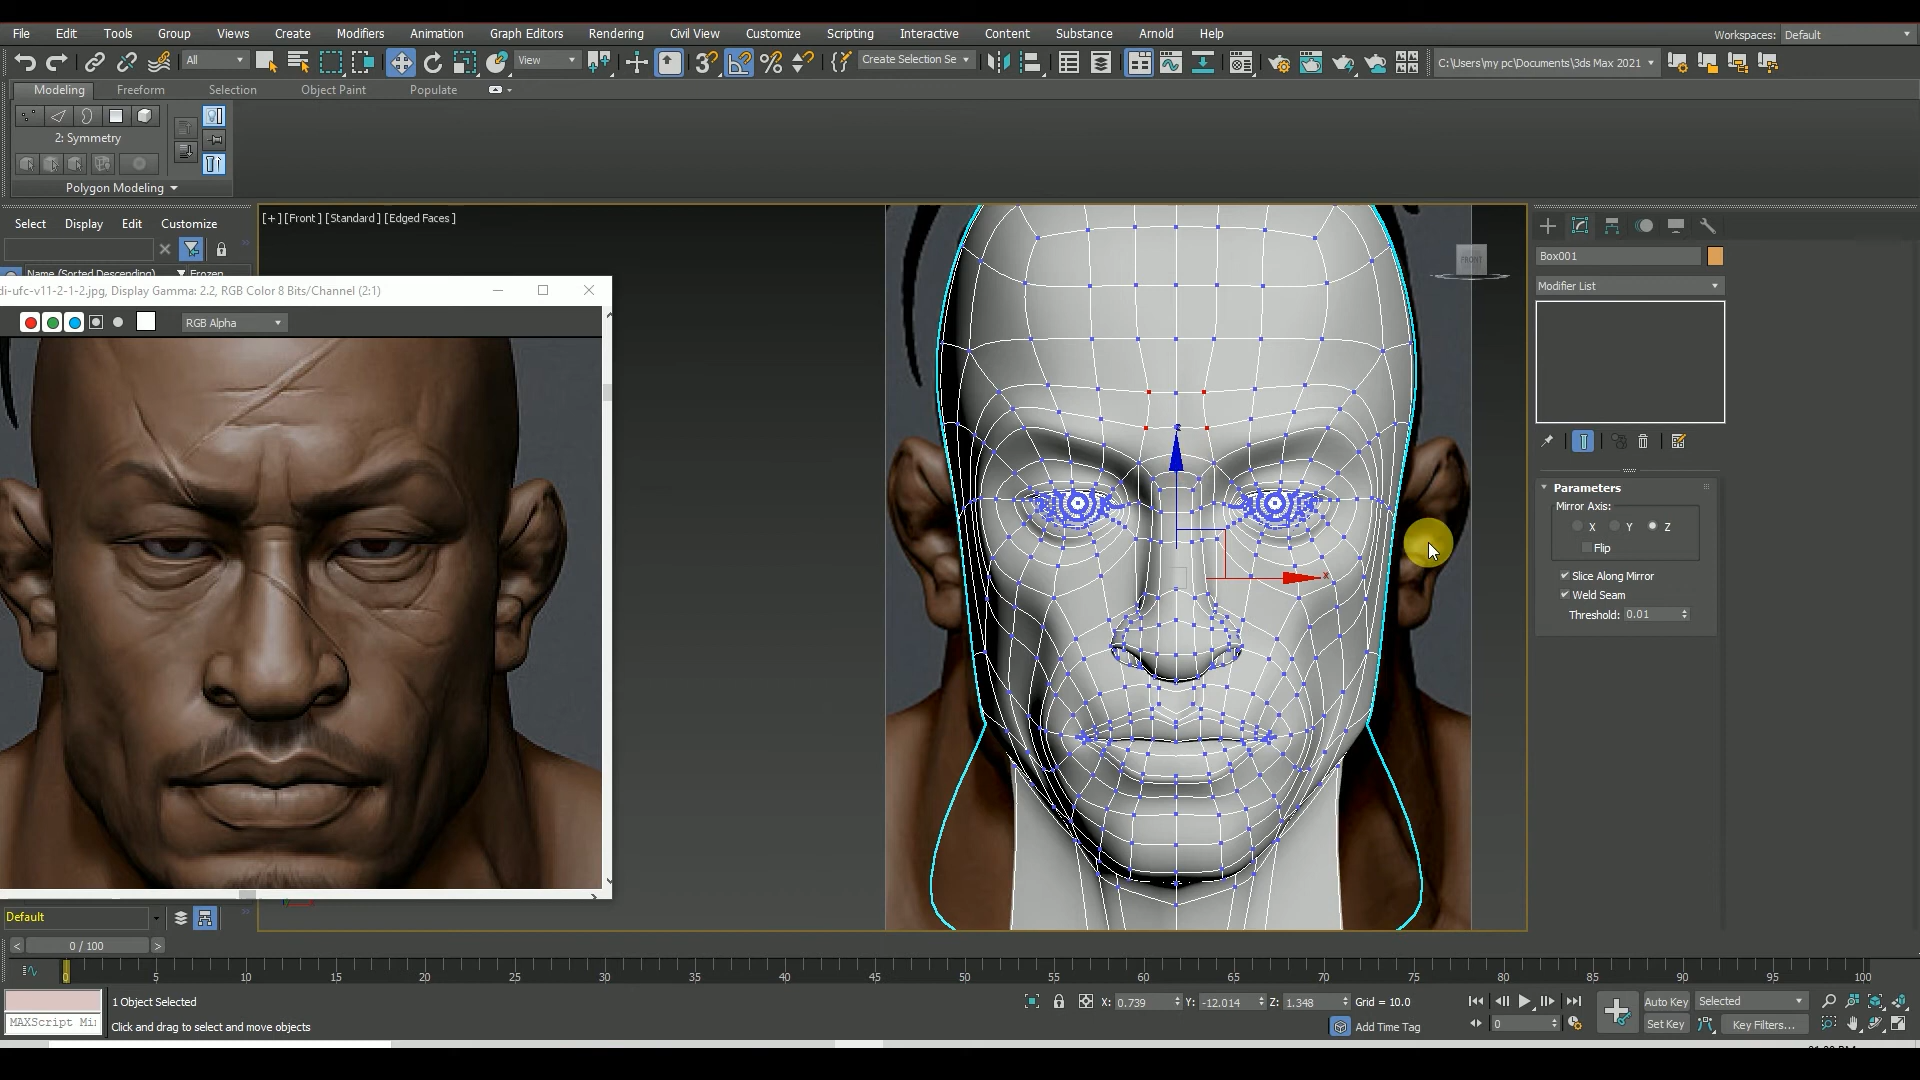 File Edit Tools Group Views Create Modifiers Animation Graph Editors Rendering Civil View Customize Scripting Interactive Content Substance Arnold Help Workspaces: Default
All View Create Selection Se C:\Users\my pc\Documents\3ds Max 2021
Modeling Freeform Selection Object Paint Populate
2: Symmetry
Polygon Modeling
Select Display Edit Customize
[+] [Front] [Standard] [Edged Faces]
FRONT
Name (Sorted Descending) Frozen
di-ufc-v11-2-1-2.jpg, Display Gamma: 2.2, RGB Color 8 Bits/Channel (2:1)
RGB Alpha
Box001
Modifier List
Parameters
Mirror Axis:
X Y Z
Flip
Slice Along Mirror
Weld Seam
Threshold: 0.01
x
Default
0 / 100
0 5 10 15 20 25 30 35 40 45 50 55 60 65 70 75 80 85 90 95 100
1 Object Selected
X: 0.739 Y: -12.014 Z: 1.348 Grid = 10.0
Auto Key Selected
MAXScript Mi
Click and drag to select and move objects
Add Time Tag
0
Set Key Key Filters...